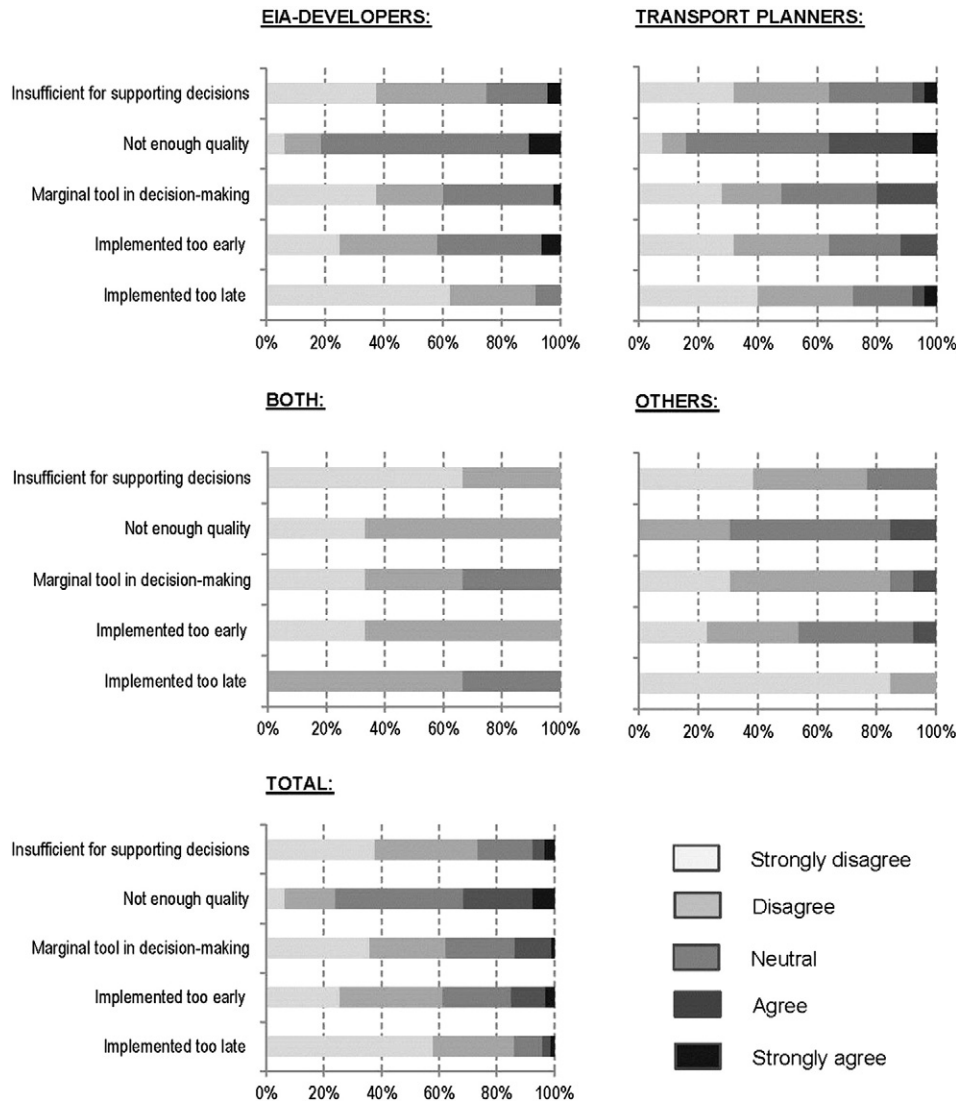 EIA-DEVELOPERS:
Insufficient for supporting decisions
Not enough quality
Marginal tool in decision-making
Implemented too early
Implemented too late
0% 20% 40% 60% 80% 100%
TRANSPORT PLANNERS:
0% 20% 40% 60% 80% 100%
BOTH:
Insufficient for supporting decisions
Not enough quality
Marginal tool in decision-making
Implemented too early
Implemented too late
0% 20% 40% 60% 80% 100%
OTHERS:
0% 20% 40% 60% 80% 100%
TOTAL:
Insufficient for supporting decisions
Not enough quality
Marginal tool in decision-making
Implemented too early
Implemented too late
0% 20% 40% 60% 80% 100%
Strongly disagree
Disagree
Neutral
Agree
Strongly agree